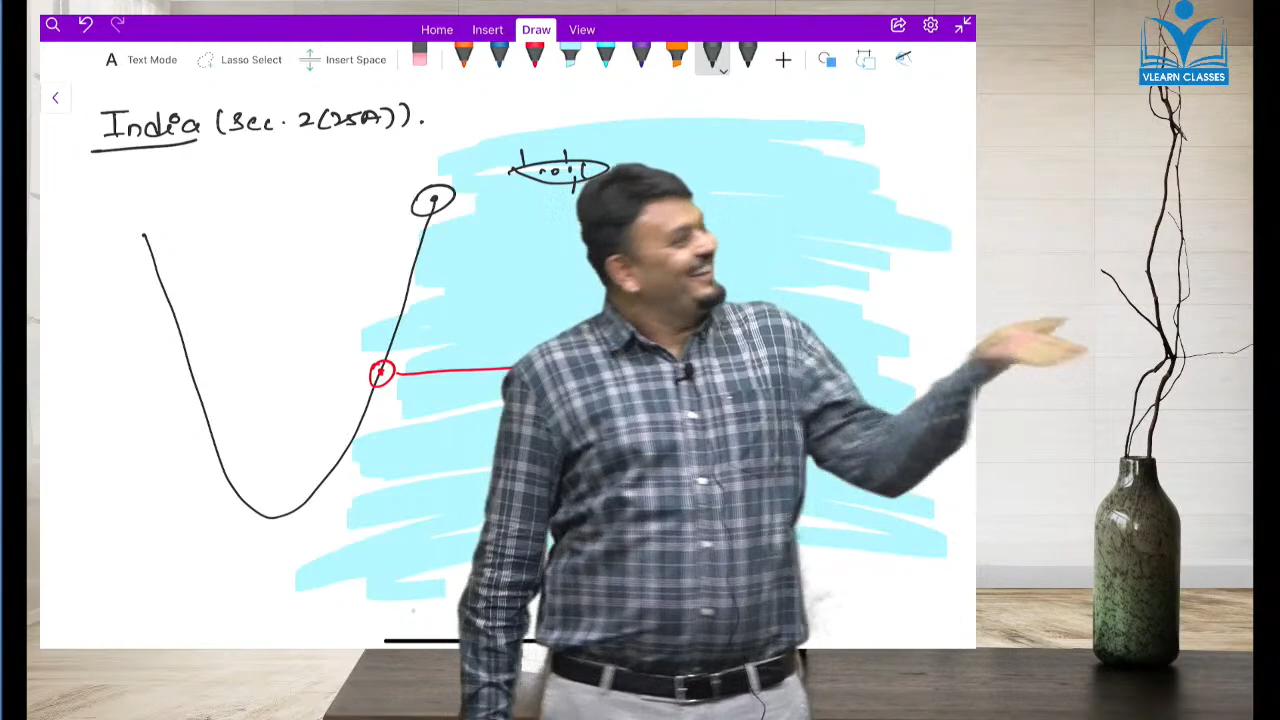 Home Insert Draw View
A Text Mode Lasso Select Insert Space
VLEARN CLASSES
India (Sec. 2(25A)).